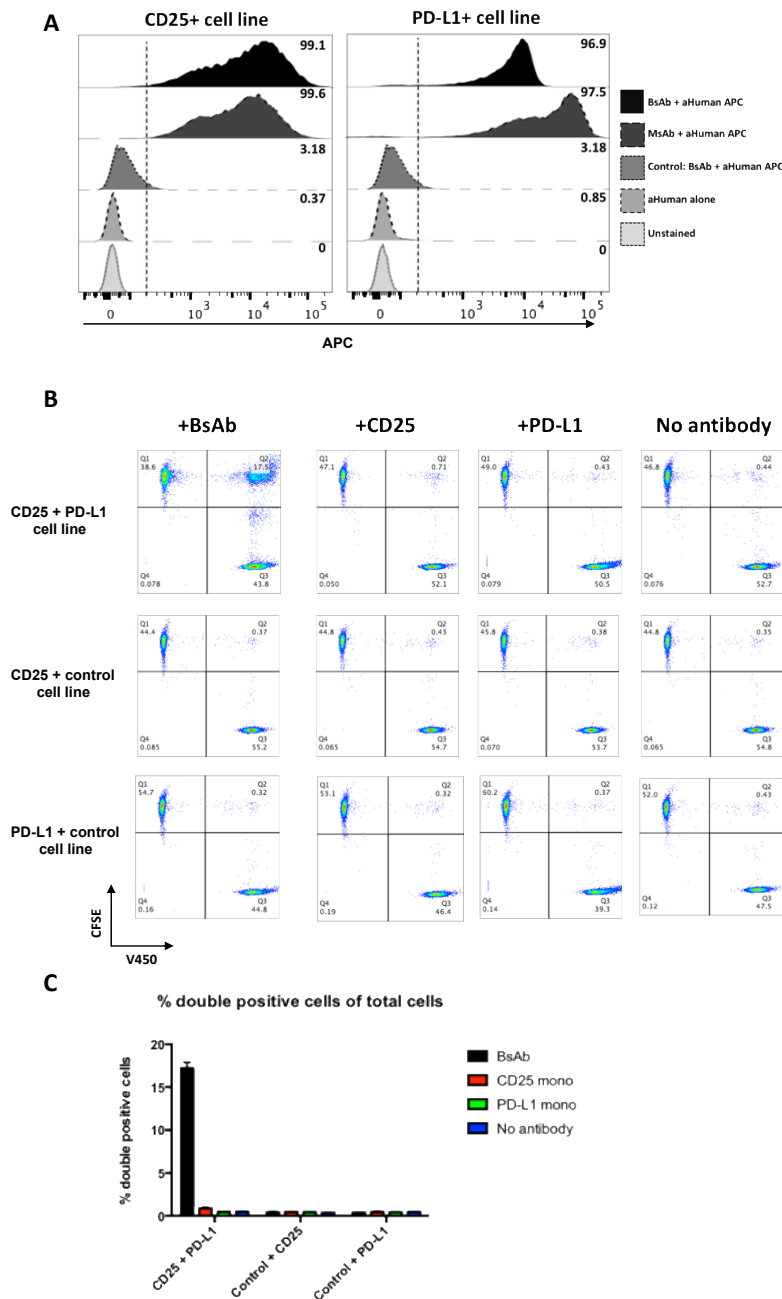 A
CD25+ cell line
PD-L1+ cell line
99.1
99.6
3.18
0.37
0
96.9
97.5
3.18
0.85
0
0 10^3 10^4 10^5
0 10^3 10^4 10^5
APC
BsAb + aHuman APC
MsAb + aHuman APC
Control: BsAb + aHuman APC
aHuman alone
Unstained
B
+BsAb +CD25 +PD-L1 No antibody
CD25 + PD-L1
cell line
Q1 Q2
38.6 17.5
Q4 Q3
0.078 43.8
Q1 Q2
47.1 0.71
Q4 Q3
0.050 52.1
Q1 Q2
49.0 0.43
Q4 Q3
0.079 50.5
Q1 Q2
46.8 0.44
Q4 Q3
0.076 52.7
CD25 + control
cell line
Q1 Q2
44.4 0.37
Q4 Q3
0.085 55.2
Q1 Q2
44.8 0.43
Q4 Q3
0.065 54.7
Q1 Q2
45.8 0.38
Q4 Q3
0.070 53.7
Q1 Q2
44.8 0.35
Q4 Q3
0.065 54.8
PD-L1 + control
cell line
Q1 Q2
54.7 0.32
Q4 Q3
0.16 44.8
Q1 Q2
53.1 0.32
Q4 Q3
0.19 46.4
Q1 Q2
60.2 0.37
Q4 Q3
0.14 39.3
Q1 Q2
52.0 0.43
Q4 Q3
0.12 47.5
CFSE
V450
C
% double positive cells of total cells
% double positive cells
20
15
10
5
0
CD25 + PD-L1
Control + CD25
Control + PD-L1
BsAb
CD25 mono
PD-L1 mono
No antibody